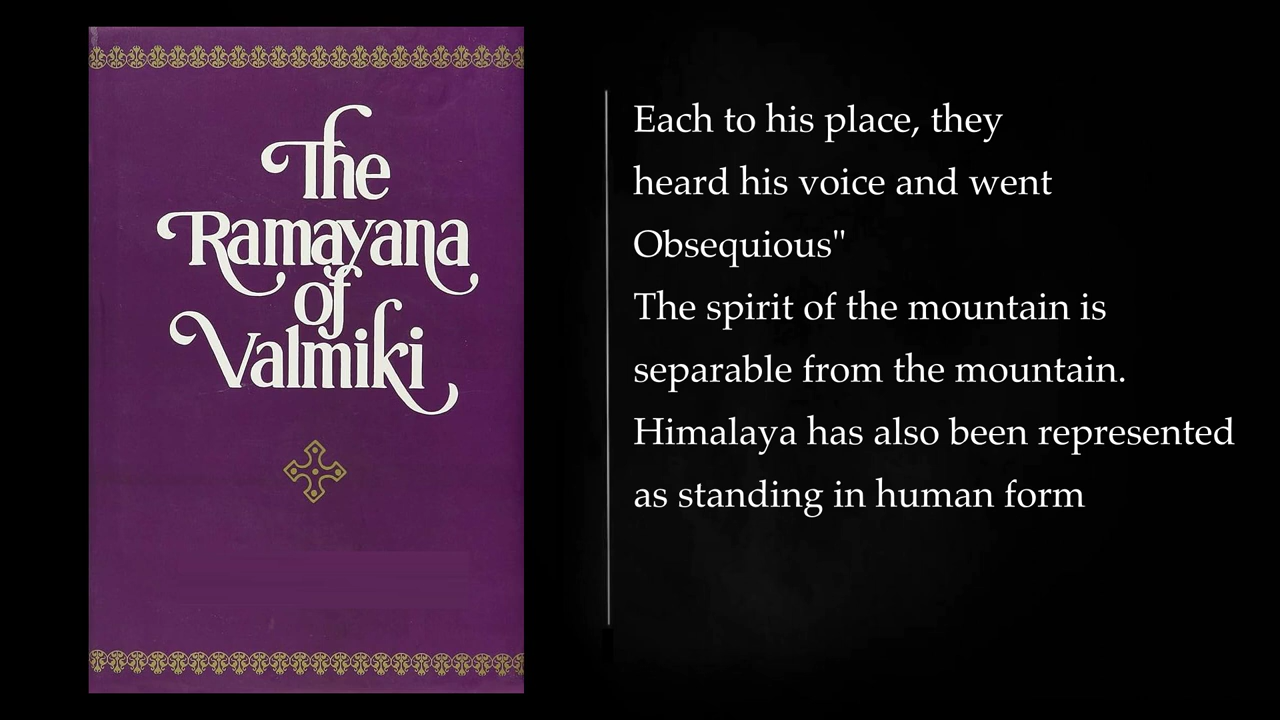 The
Ramayana
of
Valmiki
Each to his place, they
heard his voice and went
Obsequious"
The spirit of the mountain is
separable from the mountain.
Himalaya has also been represented
as standing in human form